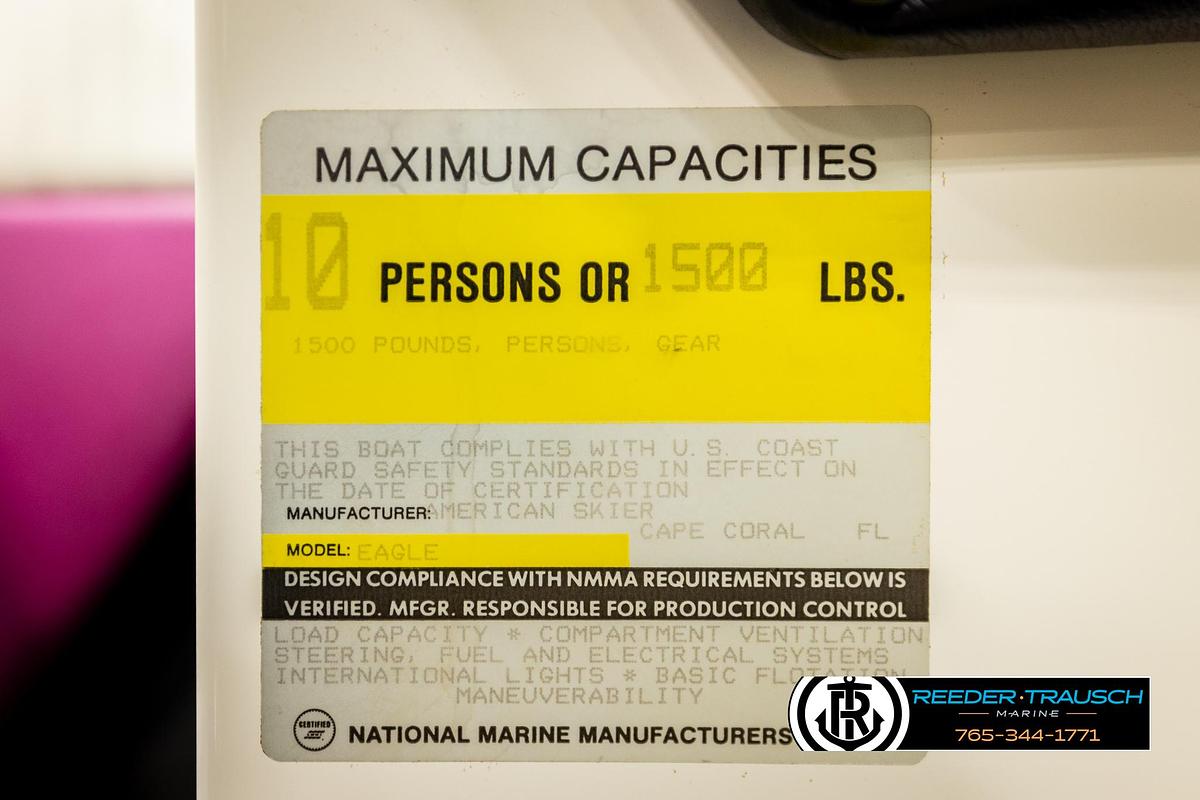 MAXIMUM CAPACITIES
10 PERSONS OR 1500 LBS.
1500 POUNDS, PERSONS, GEAR
THIS BOAT COMPLIES WITH U.S. COAST
GUARD SAFETY STANDARDS IN EFFECT ON
THE DATE OF CERTIFICATION
MANUFACTURER: AMERICAN SKIER
CAPE CORAL FL
MODEL: EAGLE
DESIGN COMPLIANCE WITH NMMA REQUIREMENTS BELOW IS
VERIFIED. MFGR. RESPONSIBLE FOR PRODUCTION CONTROL
LOAD CAPACITY * COMPARTMENT VENTILATION
STEERING, FUEL AND ELECTRICAL SYSTEMS
INTERNATIONAL LIGHTS * BASIC FLOTATION
MANEUVERABILITY
CERTIFIED
NATIONAL MARINE MANUFACTURERS
TR
REEDER·TRAUSCH
MARINE
765-344-1771